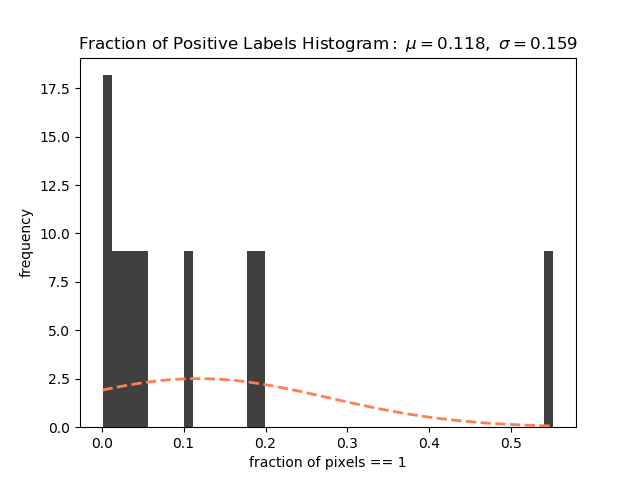 Fraction of Positive Labels Histogram : μ = 0.118, σ = 0.159
17.5
15.0
12.5
10.0
7.5
5.0
2.5
0.0
frequency
0.0 0.1 0.2 0.3 0.4 0.5
fraction of pixels == 1